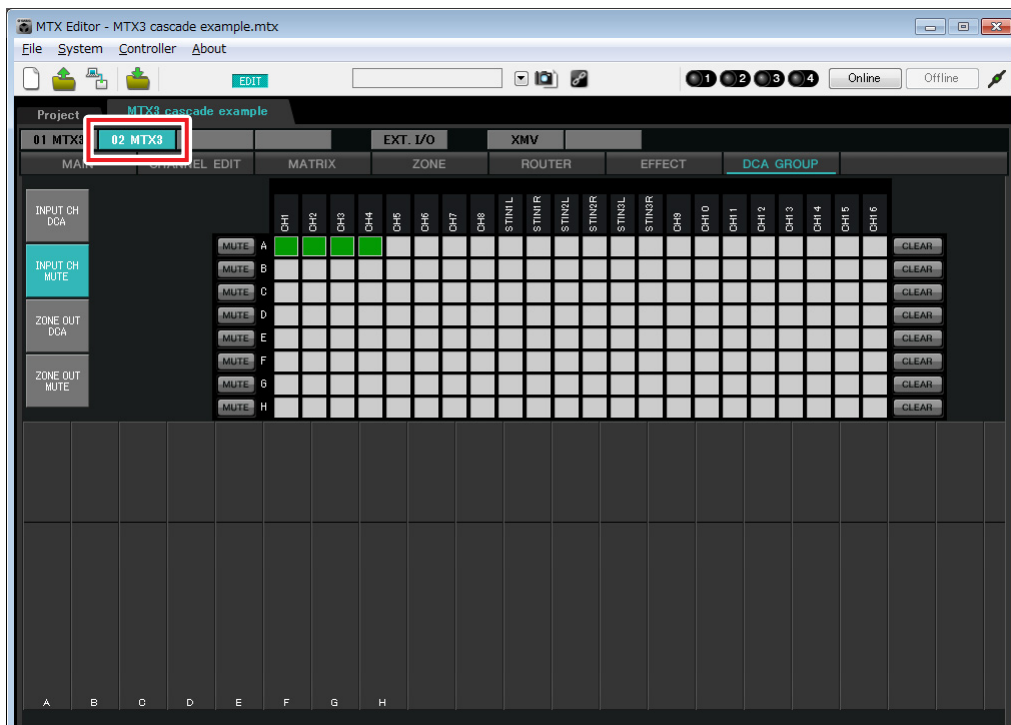 MTX Editor - MTX3 cascade example.mtx
File System Controller About
EDIT 1 2 3 4 Online Offline
Project MTX3 cascade example
01 MTX3 02 MTX3 EXT. I/O XMV
MAIN CHANNEL EDIT MATRIX ZONE ROUTER EFFECT DCA GROUP
INPUT CH
DCA
INPUT CH
MUTE
ZONE OUT
DCA
ZONE OUT
MUTE
CH1 CH2 CH3 CH4 CH5 CH6 CH7 CH8 STIN1L STIN1R STIN2L STIN2R STIN3L STIN3R CH9 CH10 CH11 CH12 CH13 CH14 CH15 CH16
MUTE A CLEAR
MUTE B CLEAR
MUTE C CLEAR
MUTE D CLEAR
MUTE E CLEAR
MUTE F CLEAR
MUTE G CLEAR
MUTE H CLEAR
A B C D E F G H